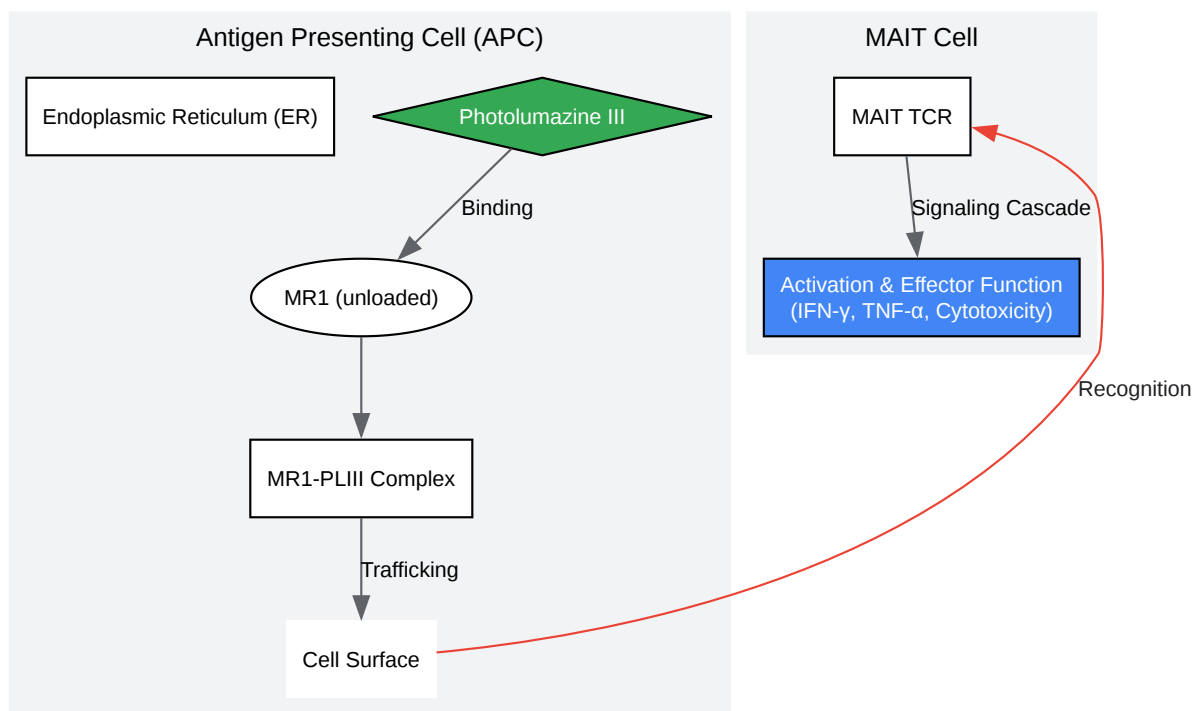 Antigen Presenting Cell (APC)
Endoplasmic Reticulum (ER)
Photolumazine III
Binding
MR1 (unloaded)
MR1-PLIII Complex
Trafficking
Cell Surface
MAIT Cell
MAIT TCR
Signaling Cascade
Activation & Effector Function
(IFN-γ, TNF-α, Cytotoxicity)
Recognition